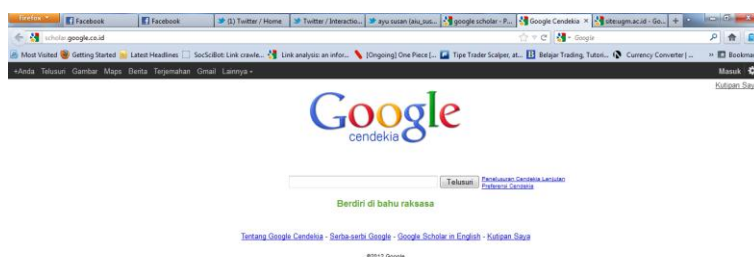 Firefox
Facebook
Facebook
(1) Twitter / Home
Twitter / Interactio...
ayu susan (aiu_sus...
google scholar - P...
Google Cendekia
site:ugm.ac.id - Go...
scholar.google.co.id
Google
Most Visited Getting Started Latest Headlines SocSciBot: Link crawle... Link analysis: an infor... [Ongoing] One Piece [... Tipe Trader Scalper, at... Belajar Trading, Tutori... Currency Converter | ... Bookmar
+Anda Telusuri Gambar Maps Berita Terjemahan Gmail Lainnya
Masuk
Kutipan Say
Google
cendekia
Telusuri
Penelusuran Cendekia Lanjutan
Preferensi Cendekia
Berdiri di bahu raksasa
Tentang Google Cendekia - Serba-serbi Google - Google Scholar in English - Kutipan Saya
©2012 Google